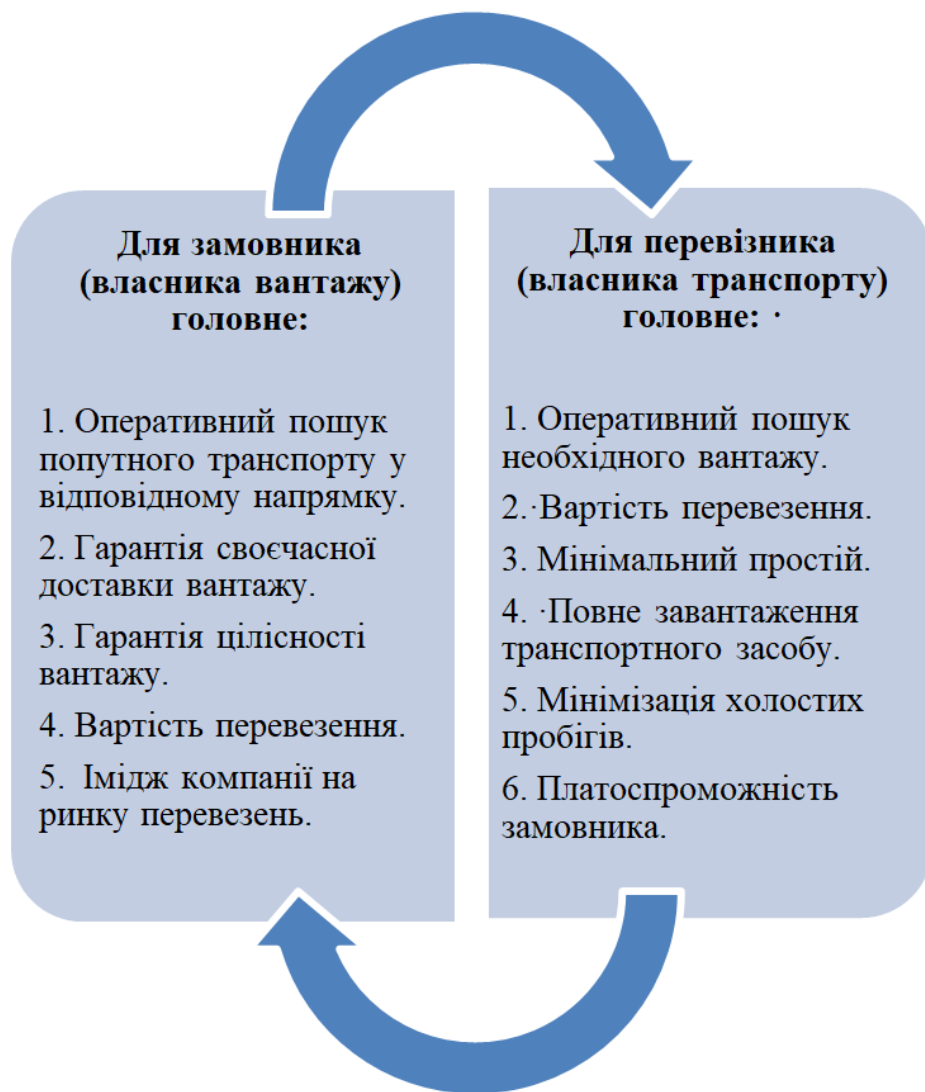 Для замовника
(власника вантажу)
головне:
1. Оперативний пошук
попутного транспорту у
відповідному напрямку.
2. Гарантія своєчасної
доставки вантажу.
3. Гарантія цілісності
вантажу.
4. Вартість перевезення.
5. Імідж компанії на
ринку перевезень.
Для перевізника
(власника транспорту)
головне: ·
1. Оперативний пошук
необхідного вантажу.
2.·Вартість перевезення.
3. Мінімальний простій.
4. ·Повне завантаження
транспортного засобу.
5. Мінімізація холостих
пробігів.
6. Платоспроможність
замовника.